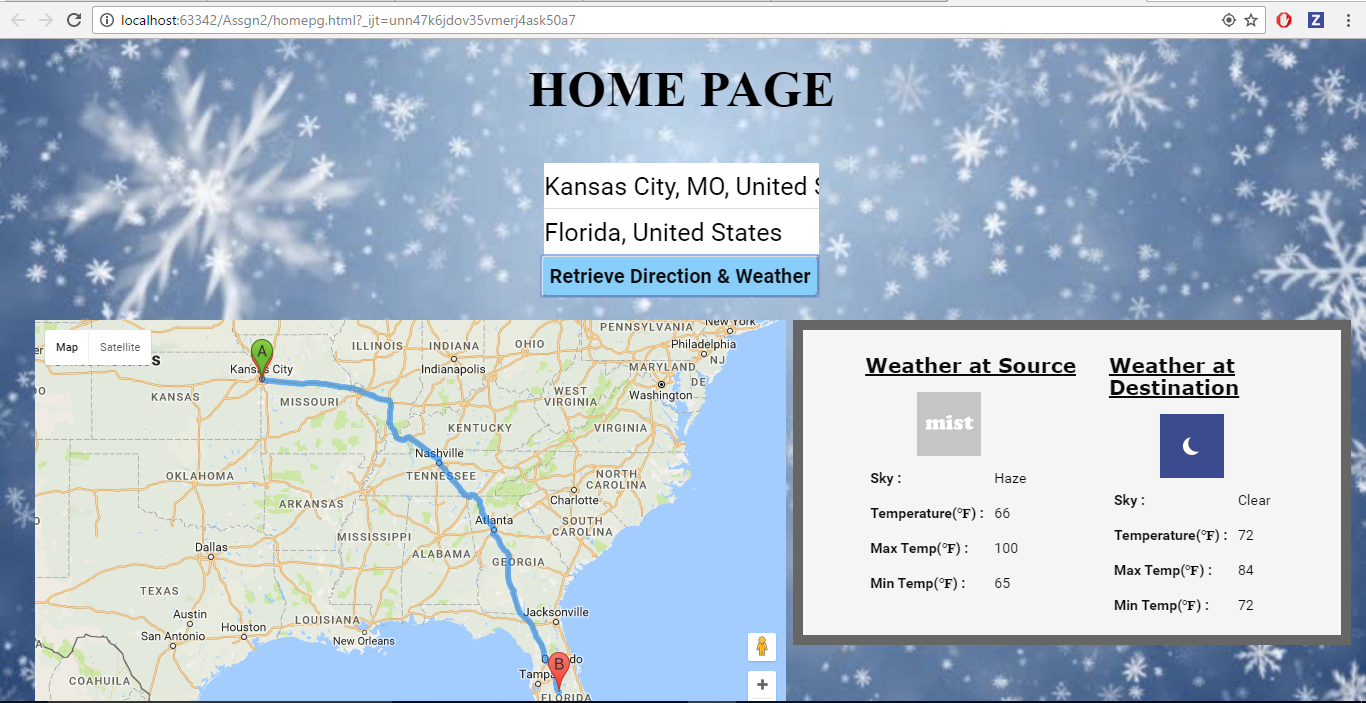 localhost:63342/Assgn2/homepg.html?_ijt=unn47k6jdov35vmerj4ask50a7
Z
HOME PAGE
Kansas City, MO, United
Florida, United States
Retrieve Direction & Weather
Map
Satellite
PENNSYLVANIA
New York
ILLINOIS
INDIANA
OHIO
Philadelphia
A
NJ
Kansas City
Indianapolis
MARYLAND
DE
Washington
KANSAS
MISSOURI
WEST
VIRGINIA
KENTUCKY
VIRGINIA
Nashville
OKLAHOMA
TENNESSEE
NORTH
CAROLINA
ARKANSAS
Charlotte
Atlanta
SOUTH
CAROLINA
MISSISSIPPI
Dallas
ALABAMA
GEORGIA
TEXAS
Austin
LOUISIANA
Jacksonville
San Antonio
Houston
New Orleans
B
COAHUILA
FLORIDA
+
Weather at Source
mist
Sky : Haze
Temperature(°F) : 66
Max Temp(°F) : 100
Min Temp(°F) : 65
Weather at
Destination
Sky : Clear
Temperature(°F) : 72
Max Temp(°F) : 84
Min Temp(°F) : 72